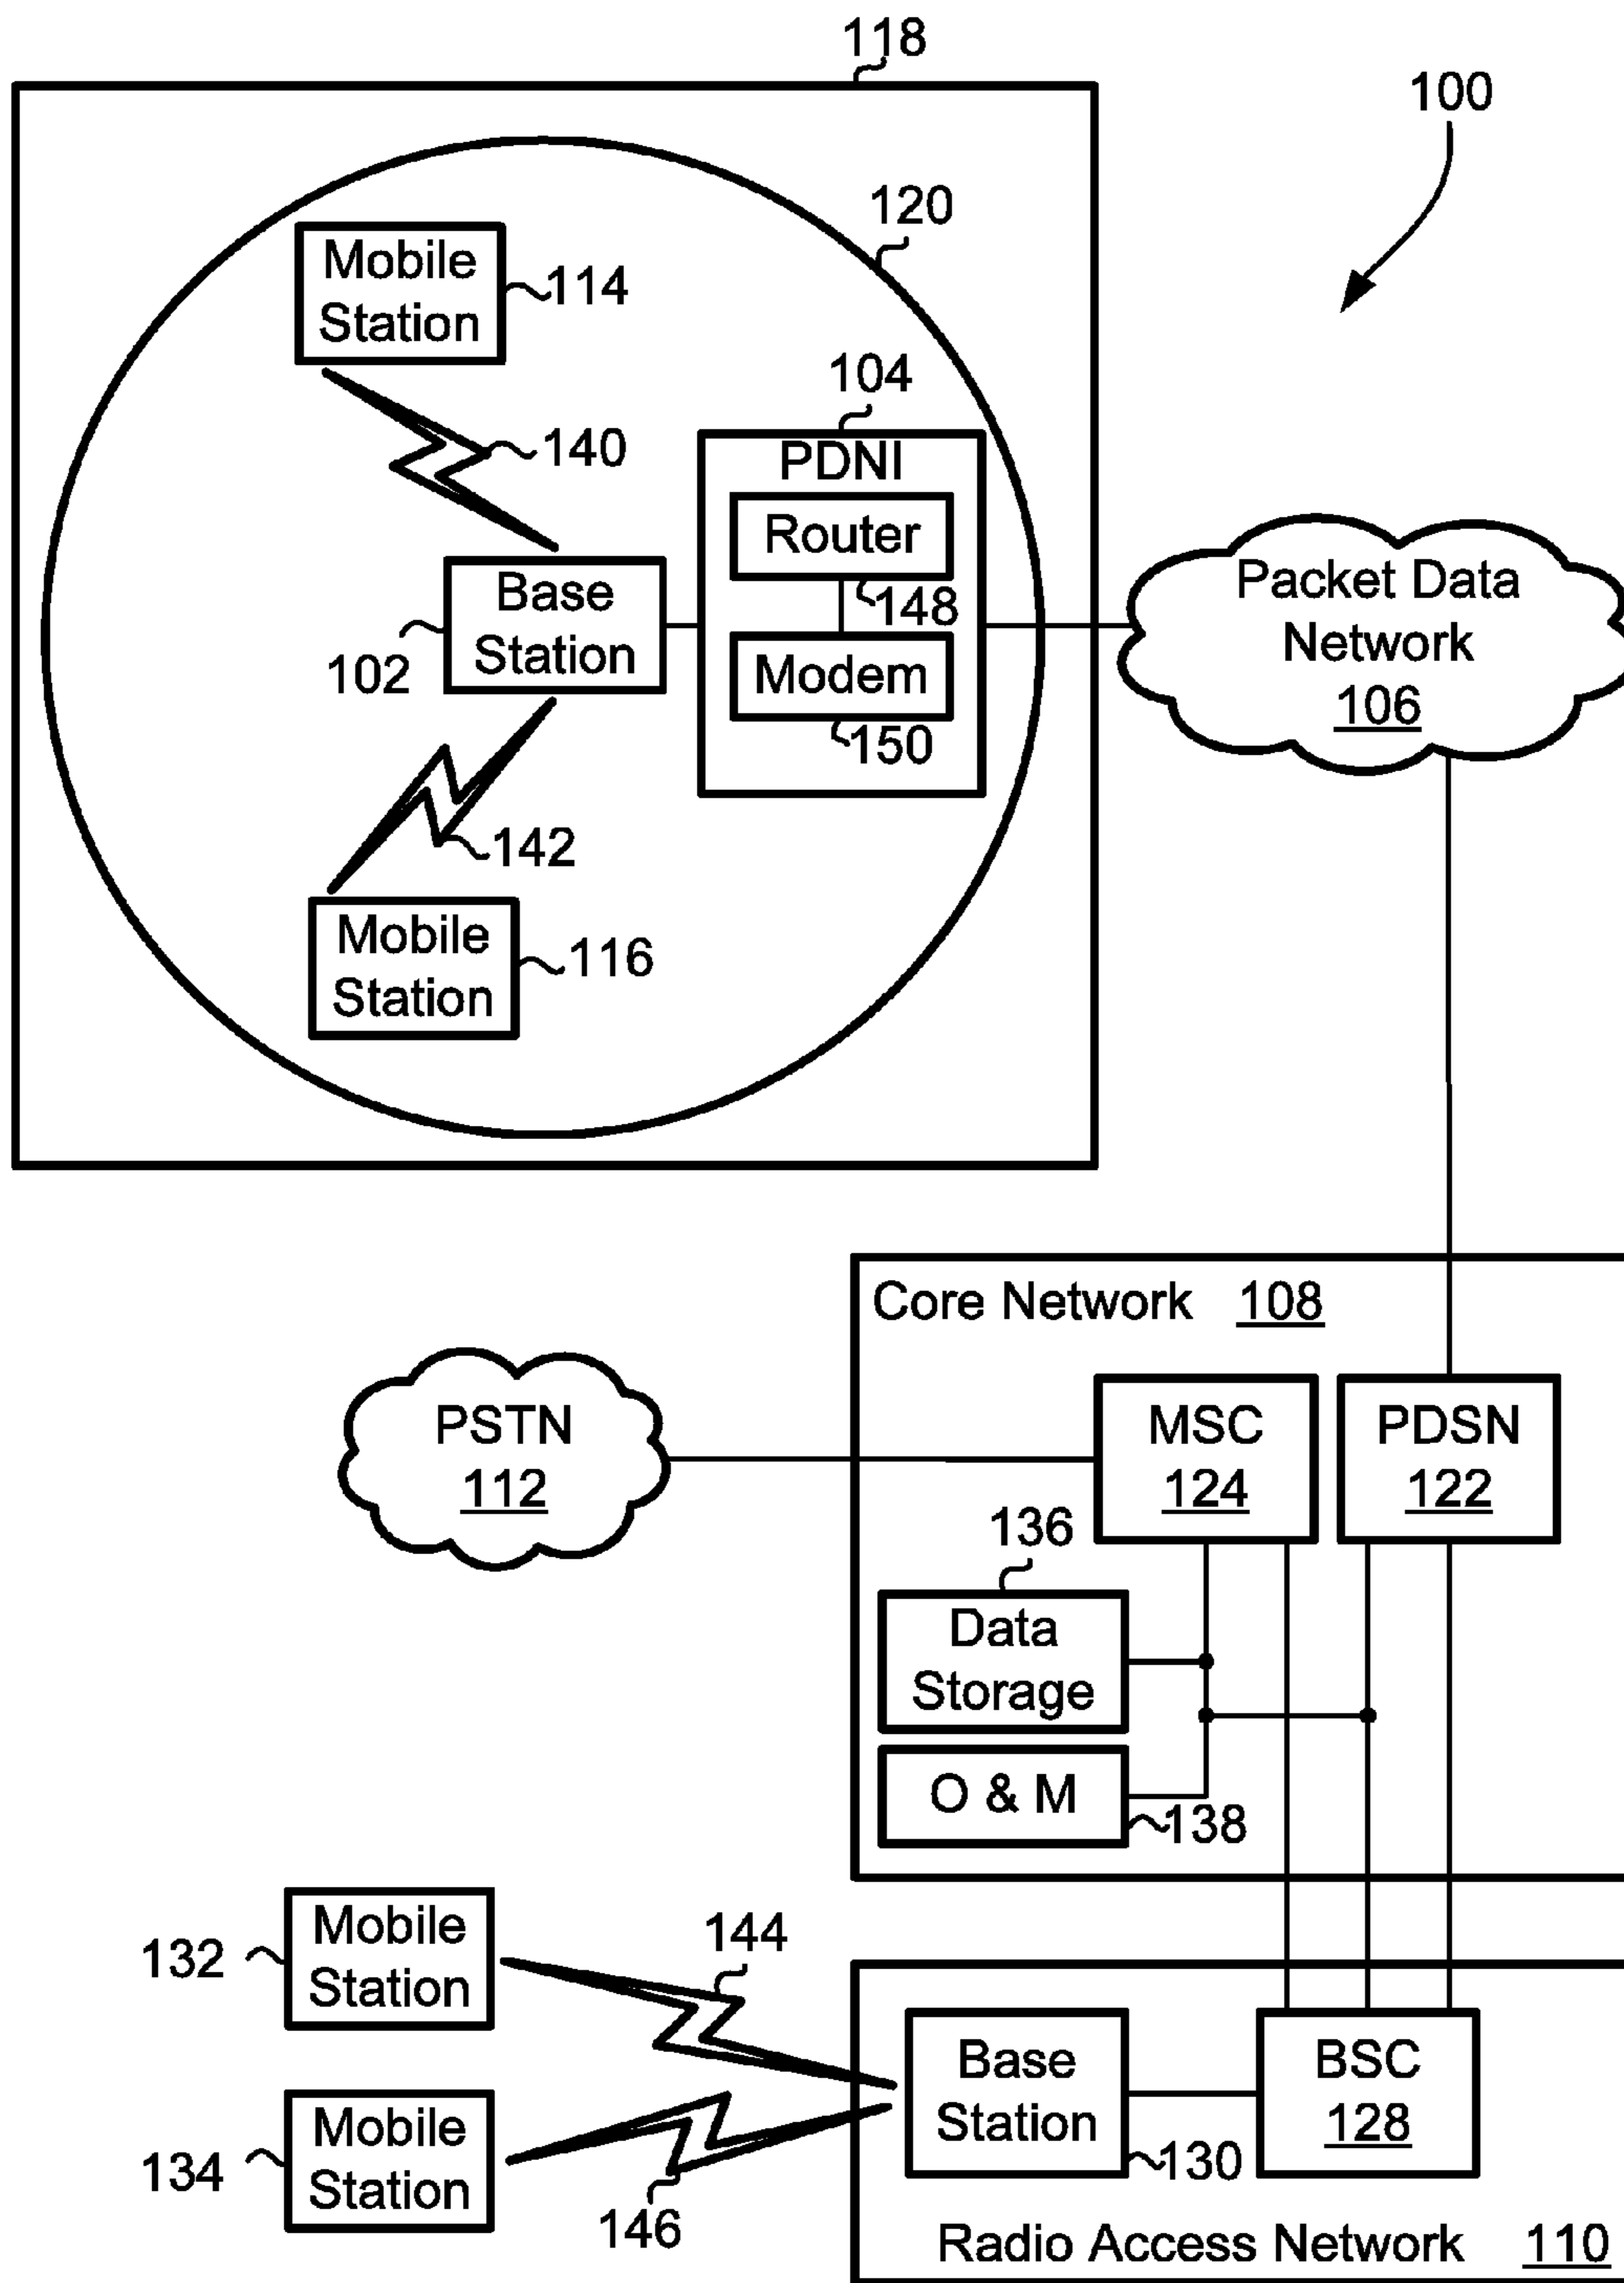 118
100
120
Mobile
Station
114
104
PDNI
140
Router
148
Base
Station
102
Modem
150
Packet Data
Network
106
142
Mobile
Station
116
Core Network 108
PSTN
112
MSC
124
PDSN
122
136
Data
Storage
O & M
138
Mobile
Station
132
144
Mobile
Station
134
146
Base
Station
130
BSC
128
Radio Access Network 110